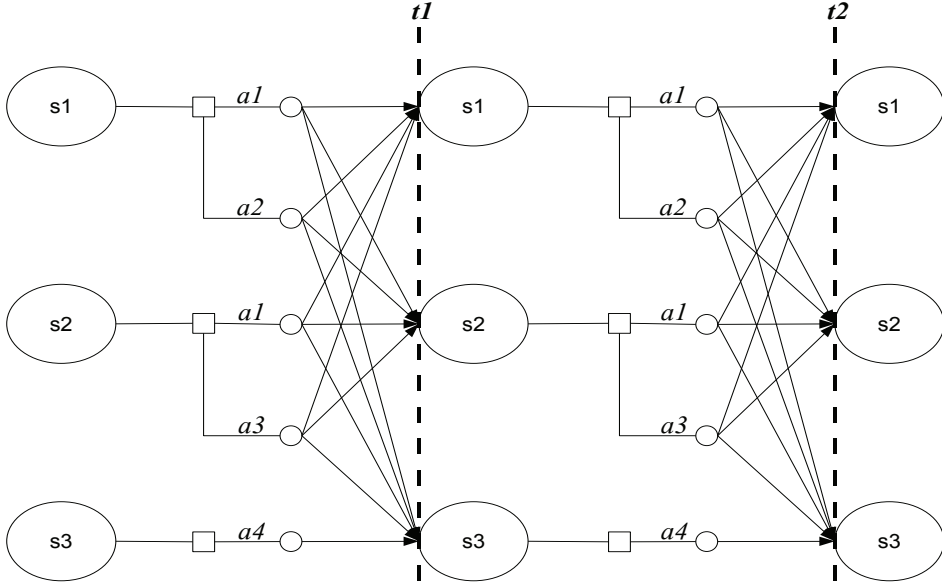 t1 t2
s1 a1 s1 a1 s1
a2 a2
s2 a1 s2 a1 s2
a3 a3
s3 a4 s3 a4 s3